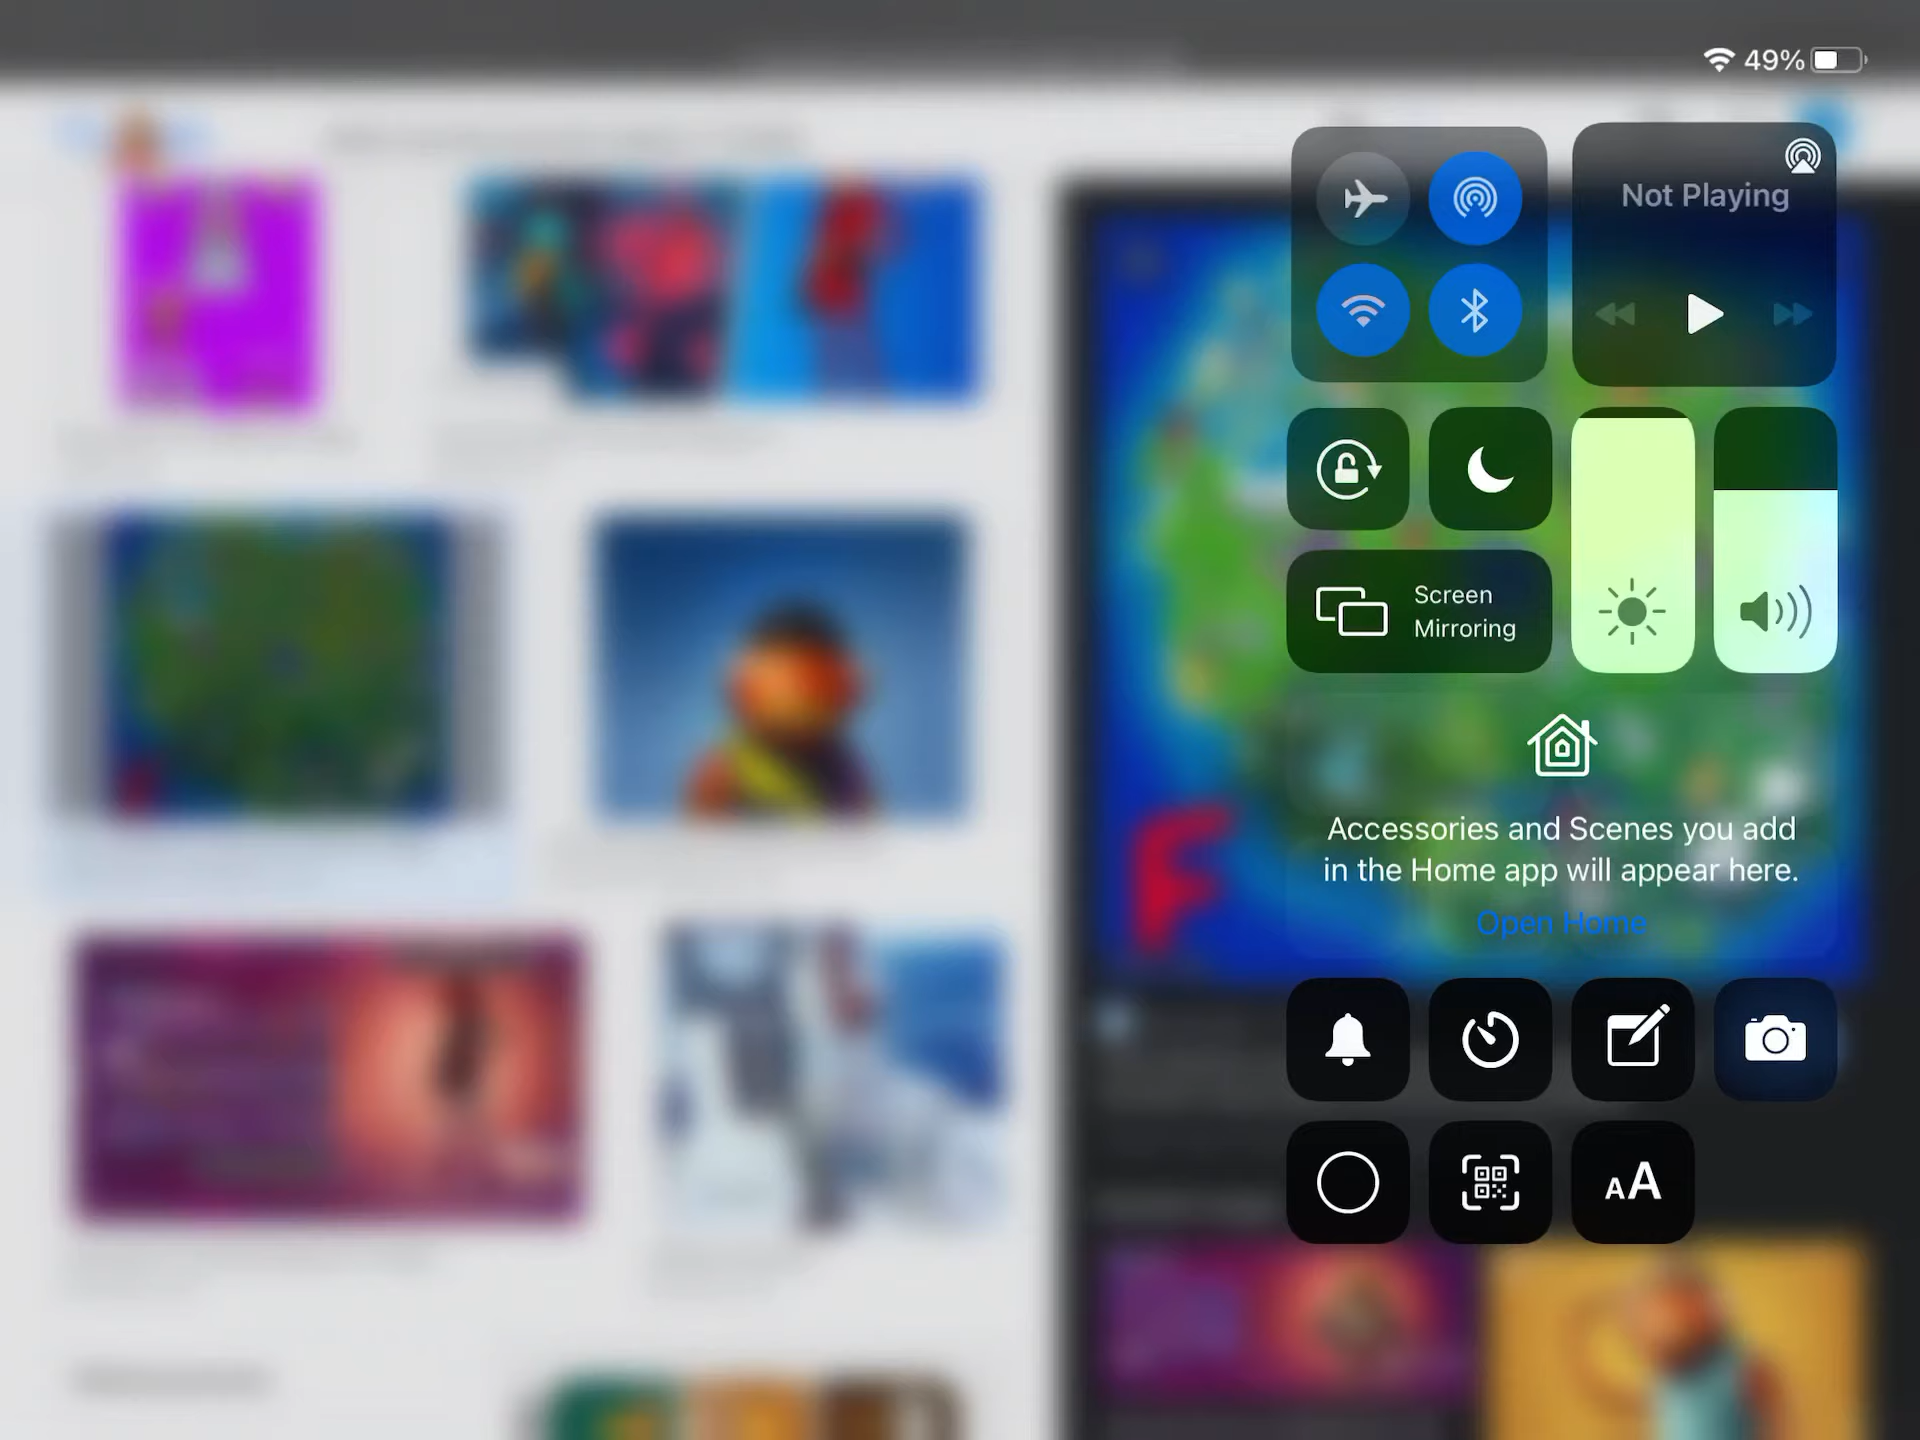 49%
Not Playing
Screen
Mirroring
Accessories and Scenes you add
in the Home app will appear here.
Open Home
AA